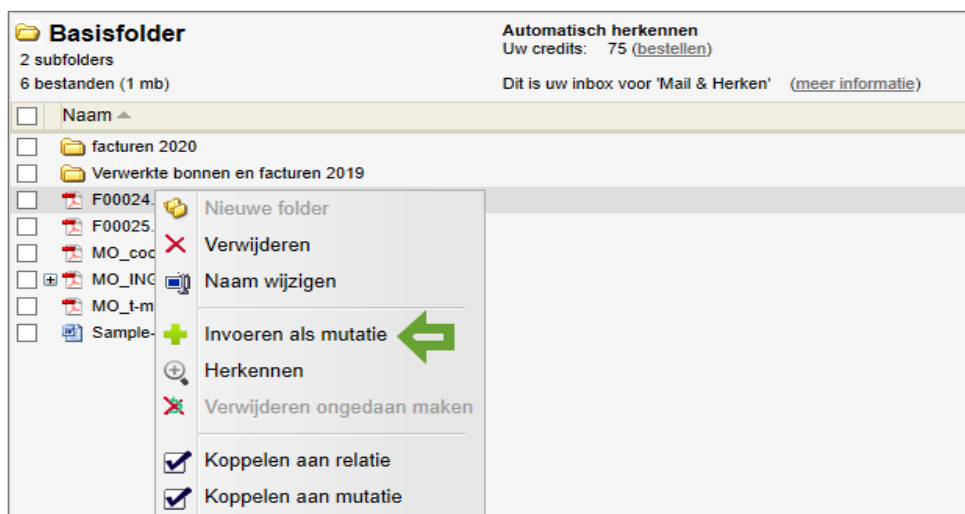 Basisfolder
2 subfolders
6 bestanden (1 mb)
Automatisch herkennen
Uw credits: 75 (bestellen)
Dit is uw inbox voor 'Mail & Herken' (meer informatie)
Naam
facturen 2020
Verwerkte bonnen en facturen 2019
F00024.
F00025.
MO_coo
MO_ING
MO_t-m
Sample-
Nieuwe folder
Verwijderen
Naam wijzigen
Invoeren als mutatie
Herkennen
Verwijderen ongedaan maken
Koppelen aan relatie
Koppelen aan mutatie